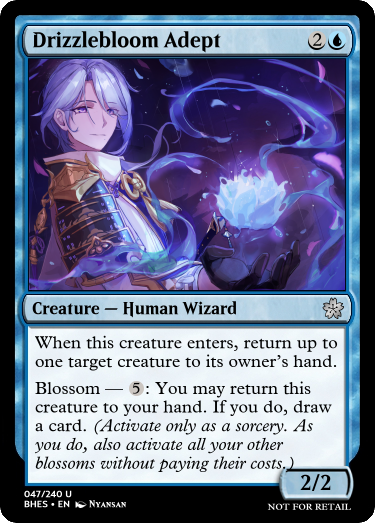 Drizzlebloom Adept 2
Creature — Human Wizard
When this creature enters, return up to
one target creature to its owner's hand.
Blossom — 5: You may return this
creature to your hand. If you do, draw
a card. (Activate only as a sorcery. As
you do, also activate all your other
blossoms without paying their costs.)
2/2
047/240 U
BHES • EN Nyansan
NOT FOR RETAIL